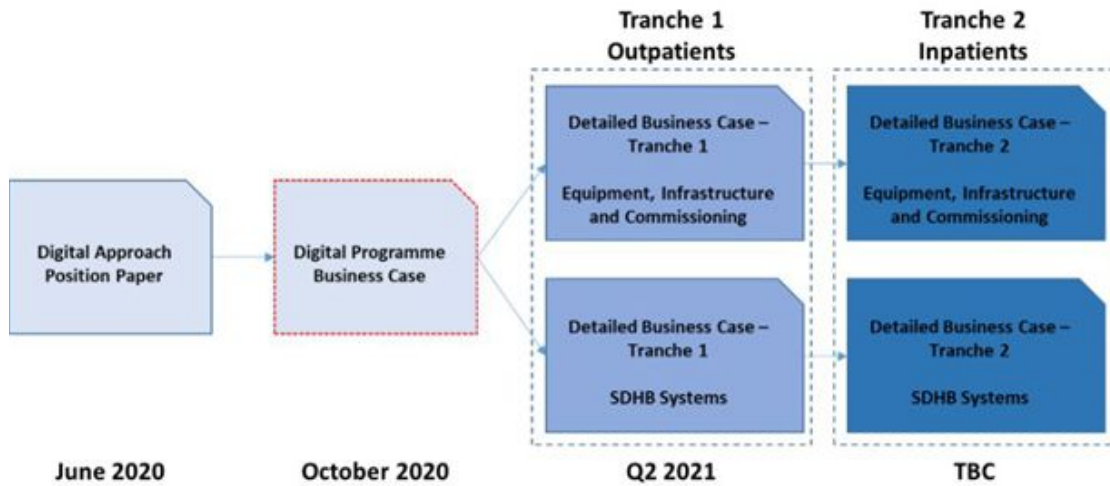 Tranche 1
Outpatients
Tranche 2
Inpatients
Digital Approach
Position Paper
Digital Programme
Business Case
Detailed Business Case –
Tranche 1
Equipment, Infrastructure
and Commissioning
Detailed Business Case –
Tranche 2
Equipment, Infrastructure
and Commissioning
Detailed Business Case –
Tranche 1
SDHB Systems
Detailed Business Case –
Tranche 2
SDHB Systems
June 2020
October 2020
Q2 2021
TBC